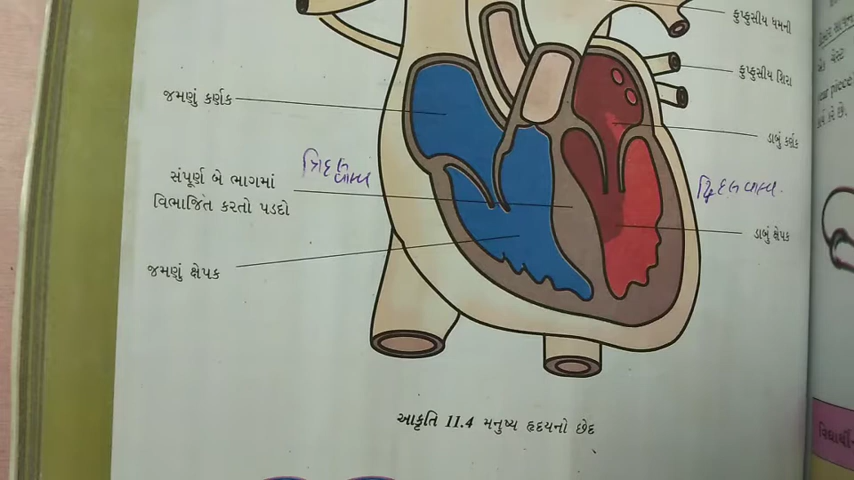 ફુપ્ફુસીય ધમની
ફુપ્ફુસીય શિરા
જમણું કર્ણક
ડાબું કર્ણક
ત્રિદલ
વાલ્વ
સંપૂર્ણ બે ભાગમાં
વિભાજિત કરતો પડદો
દ્વિદલ વાલ્વ.
ડાબું ક્ષેપક
જમણું ક્ષેપક
આકૃતિ 11.4 મનુષ્ય હૃદયનો છેદ